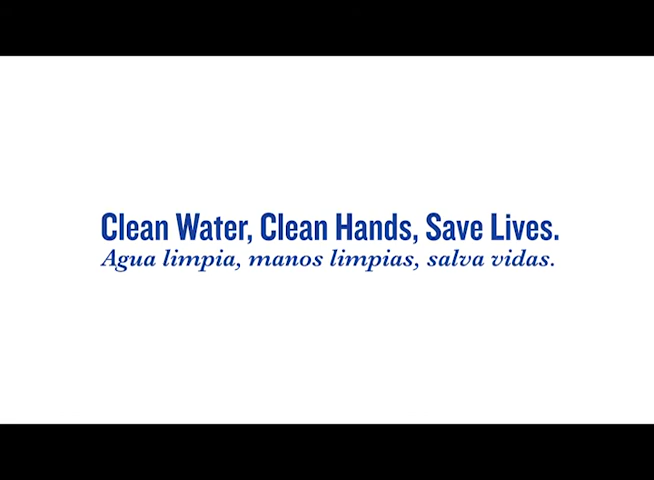 Clean Water, Clean Hands, Save Lives.
Agua limpia, manos limpias, salva vidas.